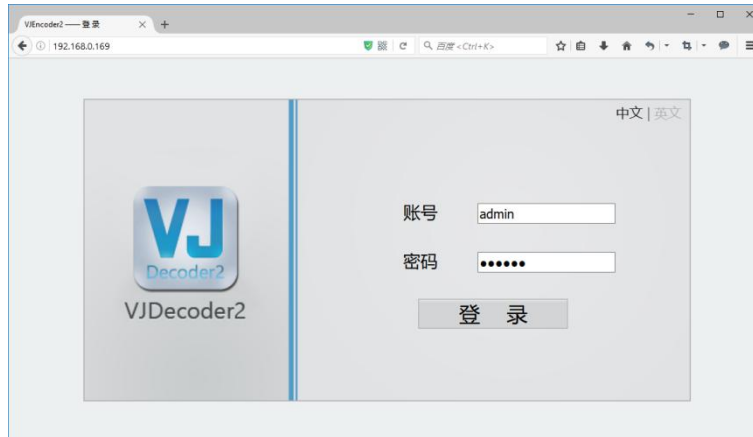 VJEncoder2 —— 登录
192.168.0.169
百度 <Ctrl+K>
中文 | 英文
账号 admin
密码 ●●●●●●
登 录
VJ
Decoder2
VJDecoder2